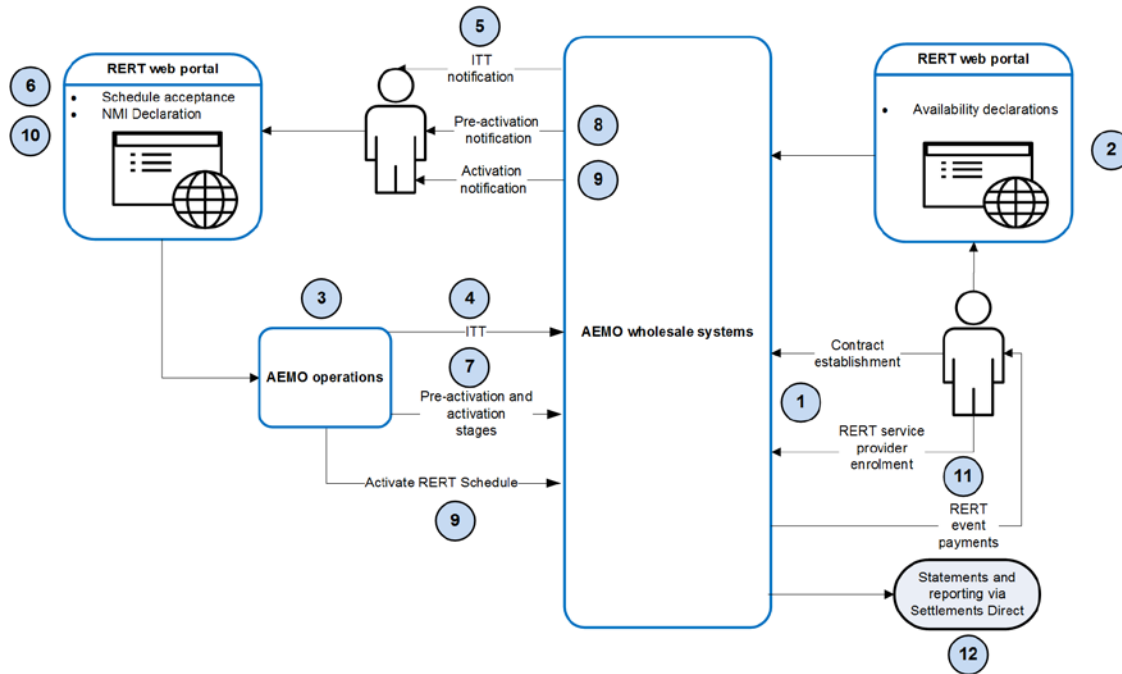 5
ITT
notification
RERT web portal
6
• Schedule acceptance
• NMI Declaration
10
Pre-activation
notification
8
Activation
notification
9
RERT web portal
• Availability declarations
2
3
4
ITT
AEMO operations
7
Pre-activation and
activation
stages
Activate RERT Schedule
9
AEMO wholesale systems
Contract
establishment
1
RERT service
provider
enrolment
11
RERT
event
payments
Statements and
reporting via
Settlements Direct
12